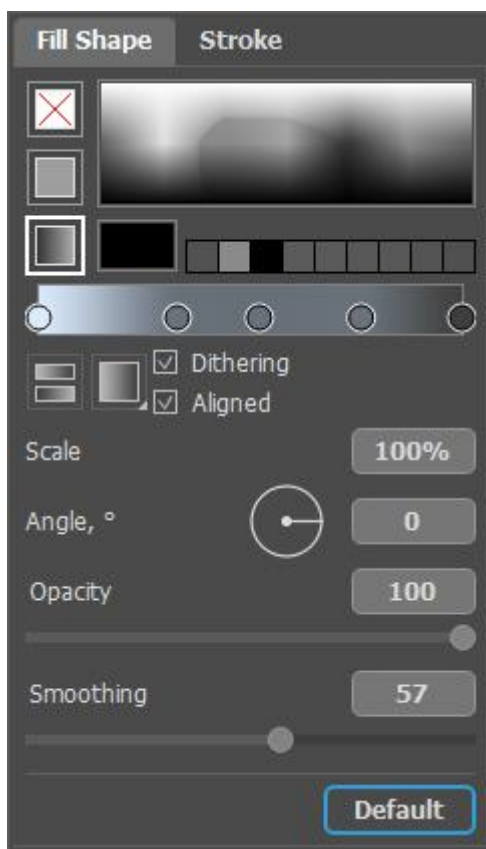 Fill Shape Stroke
Dithering
Aligned
Scale 100%
Angle, ° 0
Opacity 100
Smoothing 57
Default